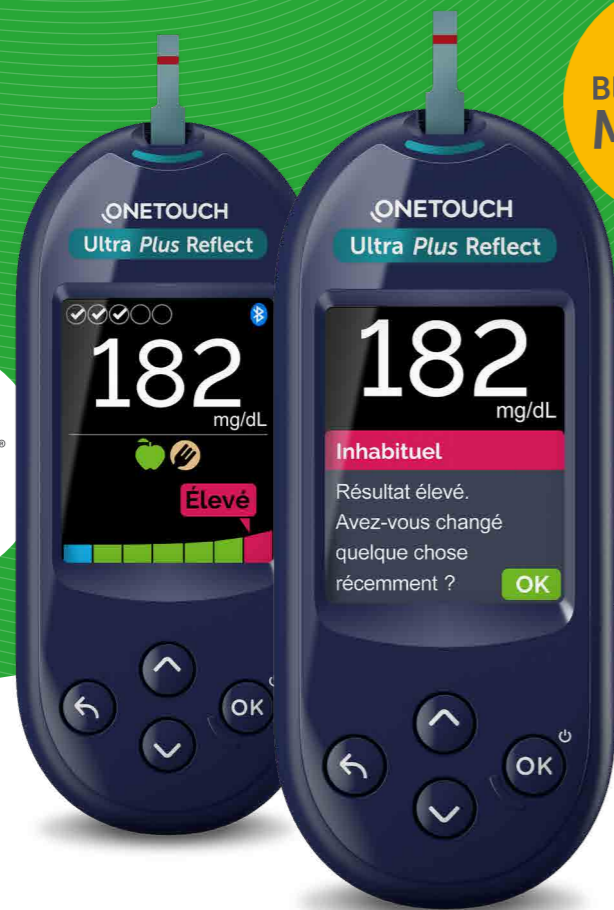 ONETOUCH
Ultra Plus Reflect
182
mg/dL
Élevé
OK
ONETOUCH
Ultra Plus Reflect
182
mg/dL
Inhabituel
Résultat élevé.
Avez-vous changé
quelque chose
récemment ?
OK
OK
®